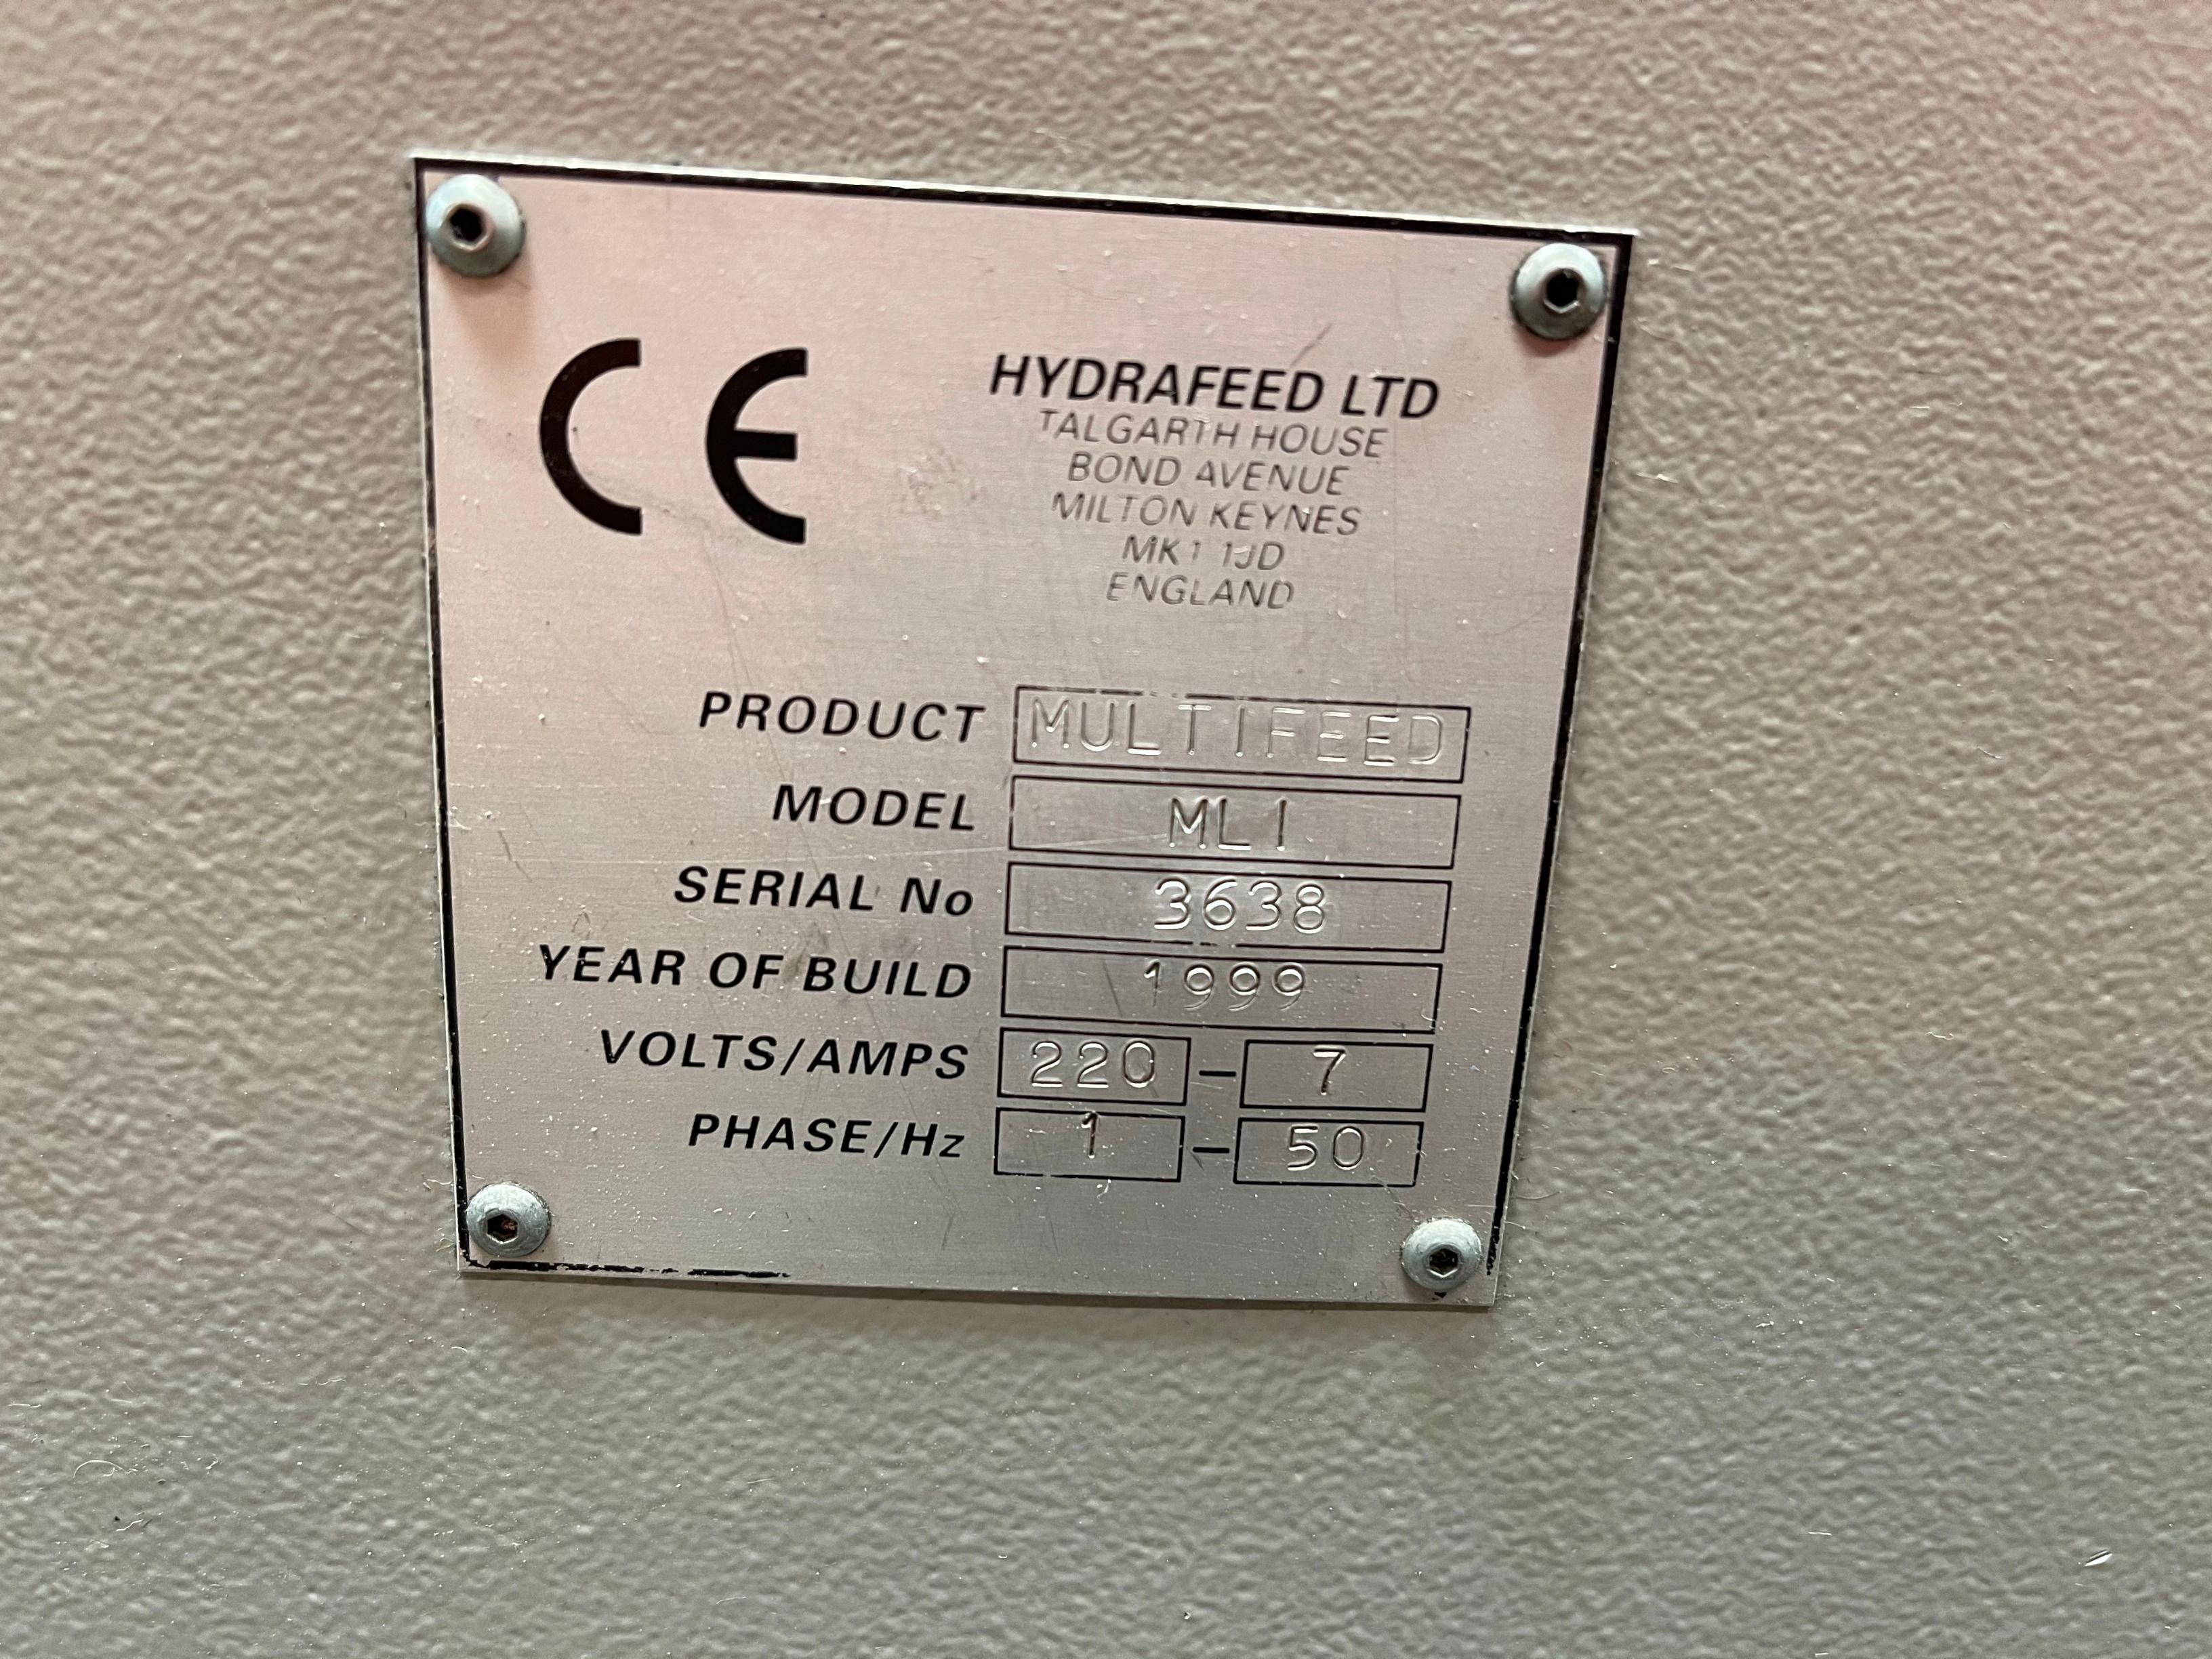 CE
HYDRAFEED LTD
TALGARTH HOUSE
BOND AVENUE
MILTON KEYNES
MK1 1JD
ENGLAND
PRODUCT MULTIFEED
MODEL ML1
SERIAL No 3638
YEAR OF BUILD 1999
VOLTS/AMPS 220 - 7
PHASE/Hz 1 - 50